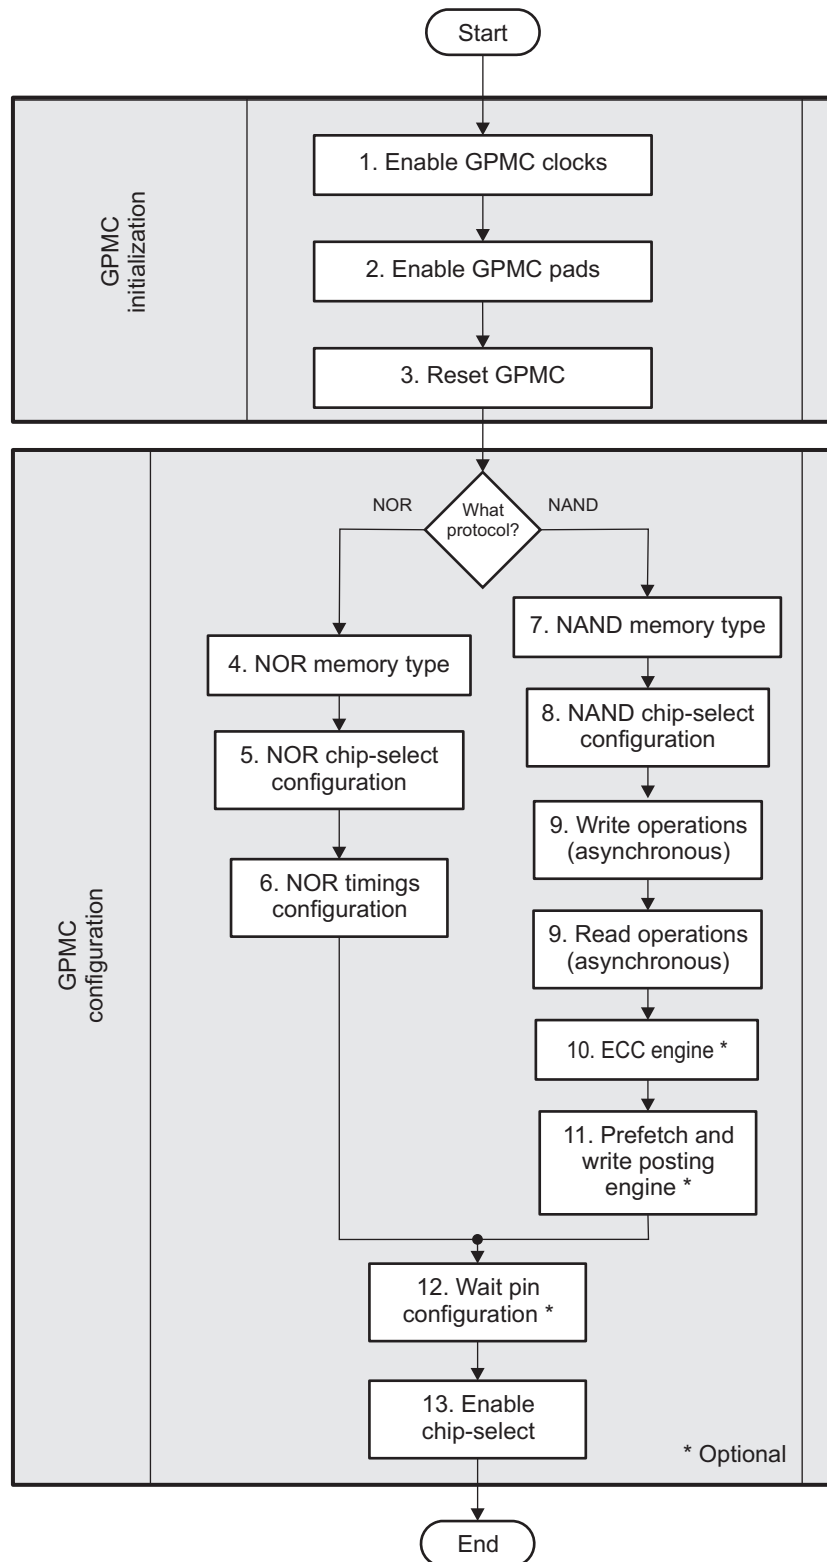 Start
GPMC
initialization
1. Enable GPMC clocks
2. Enable GPMC pads
3. Reset GPMC
GPMC
configuration
What
protocol?
NOR
NAND
4. NOR memory type
5. NOR chip-select
configuration
6. NOR timings
configuration
7. NAND memory type
8. NAND chip-select
configuration
9. Write operations
(asynchronous)
9. Read operations
(asynchronous)
10. ECC engine *
11. Prefetch and
write posting
engine *
12. Wait pin
configuration *
13. Enable
chip-select
* Optional
End